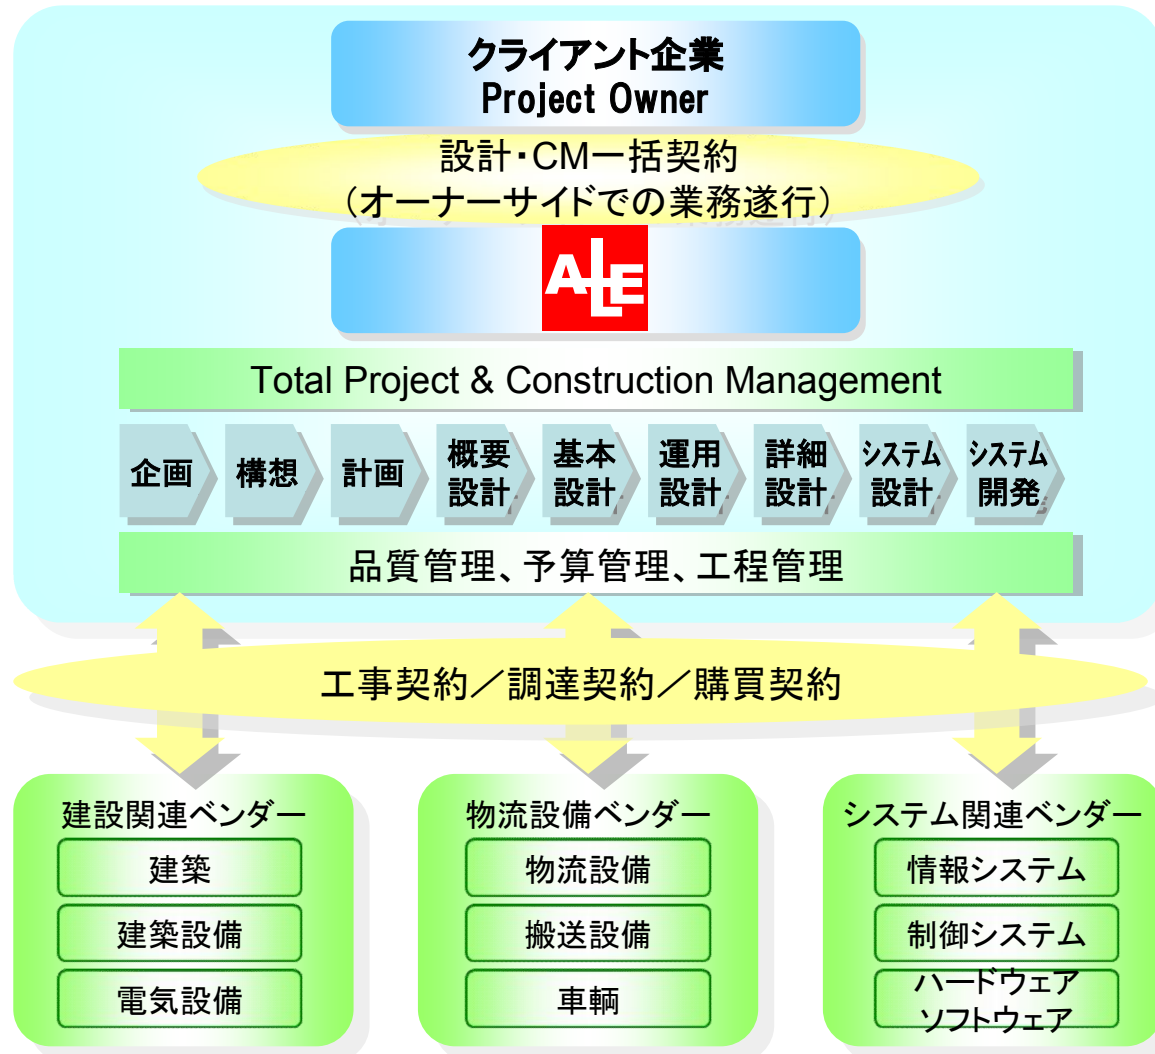 クライアント企業
Project Owner
設計・CM一括契約
(オーナーサイドでの業務遂行)
ALE
Total Project & Construction Management
企画
構想
計画
概要
設計
基本
設計
運用
設計
詳細
設計
システム
設計
システム
開発
品質管理、予算管理、工程管理
工事契約/調達契約/購買契約
建設関連ベンダー
建築
建築設備
電気設備
物流設備ベンダー
物流設備
搬送設備
車輌
システム関連ベンダー
情報システム
制御システム
ハードウェア
ソフトウェア